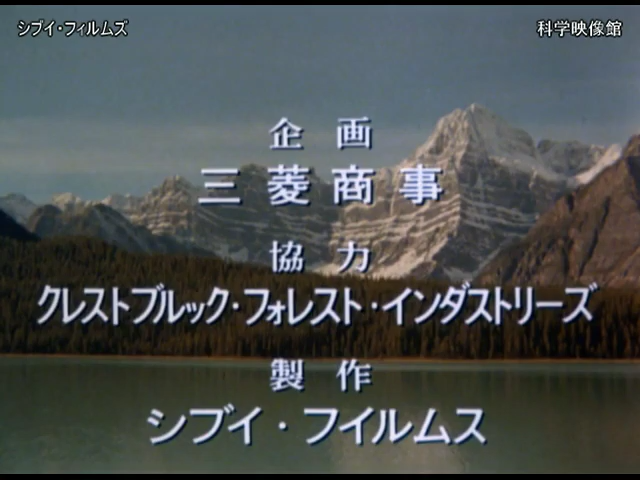 シブイ・フィルムズ
科学映像館
企画
三菱商事
協力
クレストブルック・フォレスト・インダストリーズ
製作
シブイ・フイルムス